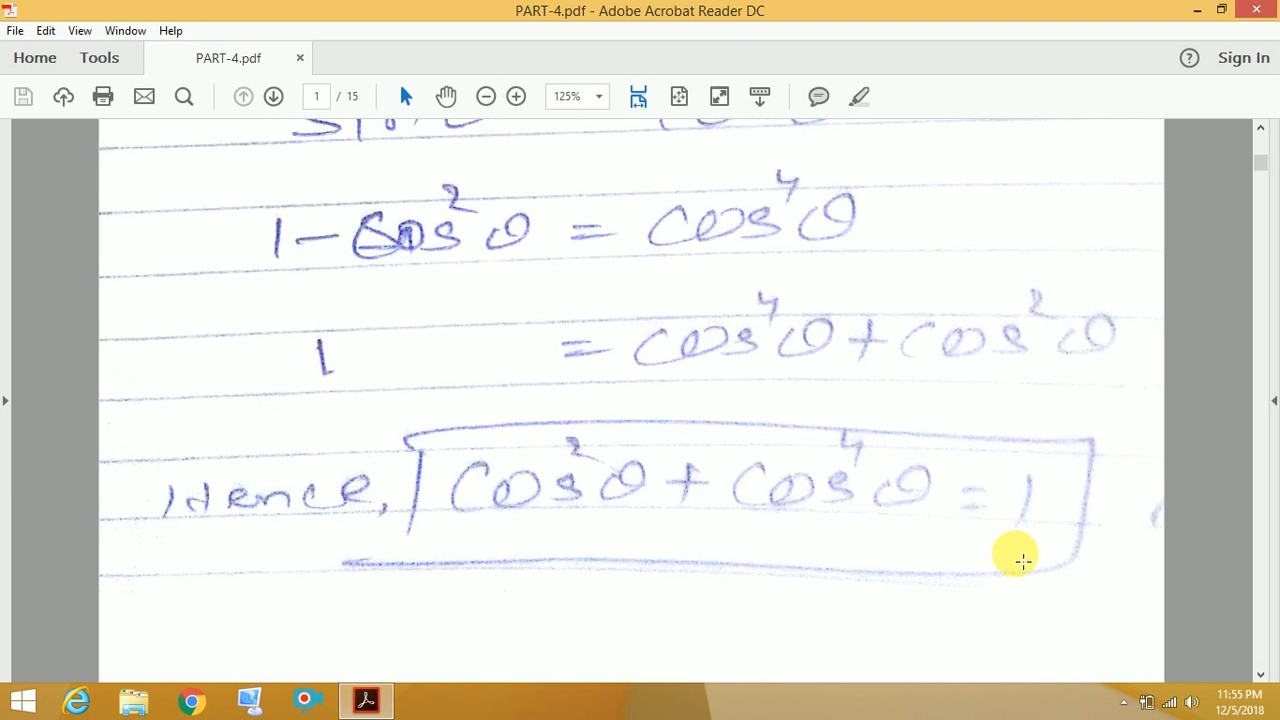 PART-4.pdf - Adobe Acrobat Reader DC
File Edit View Window Help
Home Tools PART-4.pdf × ? Sign In
1 / 15 125%
1 - Cos²θ = Cos⁴θ
1 = Cos⁴θ + Cos²θ
Hence, Cos²θ + Cos⁴θ = 1
11:55 PM
12/5/2018